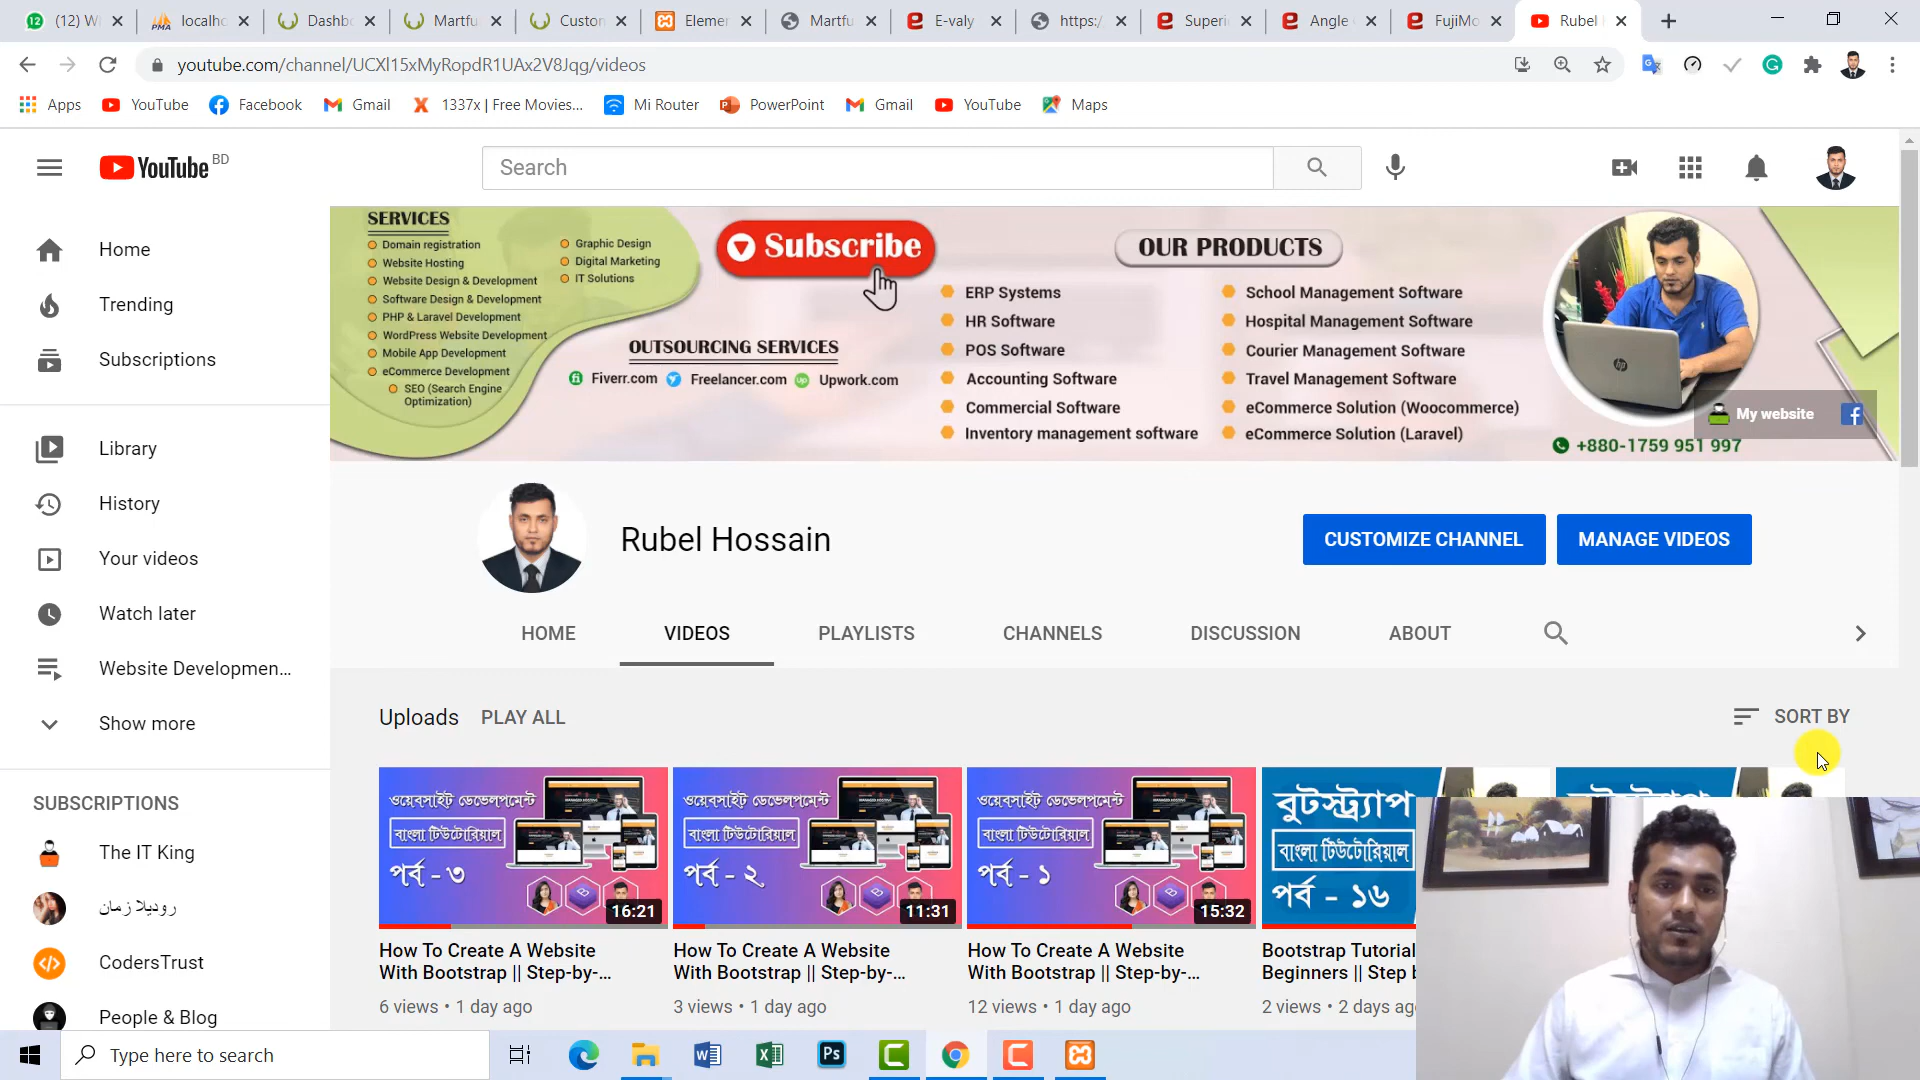 (12) W
localho
Dashbo
Martfu
Custon
Elemen
Martfu
E-valy
https:/
Superio
Angle
FujiMo
Rubel
youtube.com/channel/UCXl15xMyRopdR1UAx2V8Jqg/videos
Apps
YouTube
Facebook
Gmail
1337x | Free Movies...
Mi Router
PowerPoint
Gmail
YouTube
Maps
YouTube BD
Search
Home
Trending
Subscriptions
Library
History
Your videos
Watch later
Website Developmen...
Show more
SUBSCRIPTIONS
The IT King
روديلا زمان
CodersTrust
People & Blog
SERVICES
Domain registration
Website Hosting
Website Design & Development
Software Design & Development
PHP & Laravel Development
WordPress Website Development
Mobile App Development
eCommerce Development
SEO (Search Engine
Optimization)
Graphic Design
Digital Marketing
IT Solutions
Subscribe
OUTSOURCING SERVICES
Fiverr.com
Freelancer.com
Upwork.com
OUR PRODUCTS
ERP Systems
HR Software
POS Software
Accounting Software
Commercial Software
Inventory management software
School Management Software
Hospital Management Software
Courier Management Software
Travel Management Software
eCommerce Solution (Woocommerce)
eCommerce Solution (Laravel)
My website
+880-1759 951 997
Rubel Hossain
CUSTOMIZE CHANNEL
MANAGE VIDEOS
HOME
VIDEOS
PLAYLISTS
CHANNELS
DISCUSSION
ABOUT
Uploads
PLAY ALL
SORT BY
ওয়েবসাইট ডেভেলপমেন্ট
বাংলা টিউটোরিয়াল
পর্ব - ৩
16:21
How To Create A Website
With Bootstrap || Step-by-...
6 views • 1 day ago
ওয়েবসাইট ডেভেলপমেন্ট
বাংলা টিউটোরিয়াল
পর্ব - ২
11:31
How To Create A Website
With Bootstrap || Step-by-...
3 views • 1 day ago
ওয়েবসাইট ডেভেলপমেন্ট
বাংলা টিউটোরিয়াল
পর্ব - ১
15:32
How To Create A Website
With Bootstrap || Step-by-...
12 views • 1 day ago
বুটস্ট্র্যাপ
বাংলা টিউটোরিয়াল
পর্ব - ১৬
Bootstrap Tutorial
Beginners || Step b
2 views • 2 days ago
Type here to search